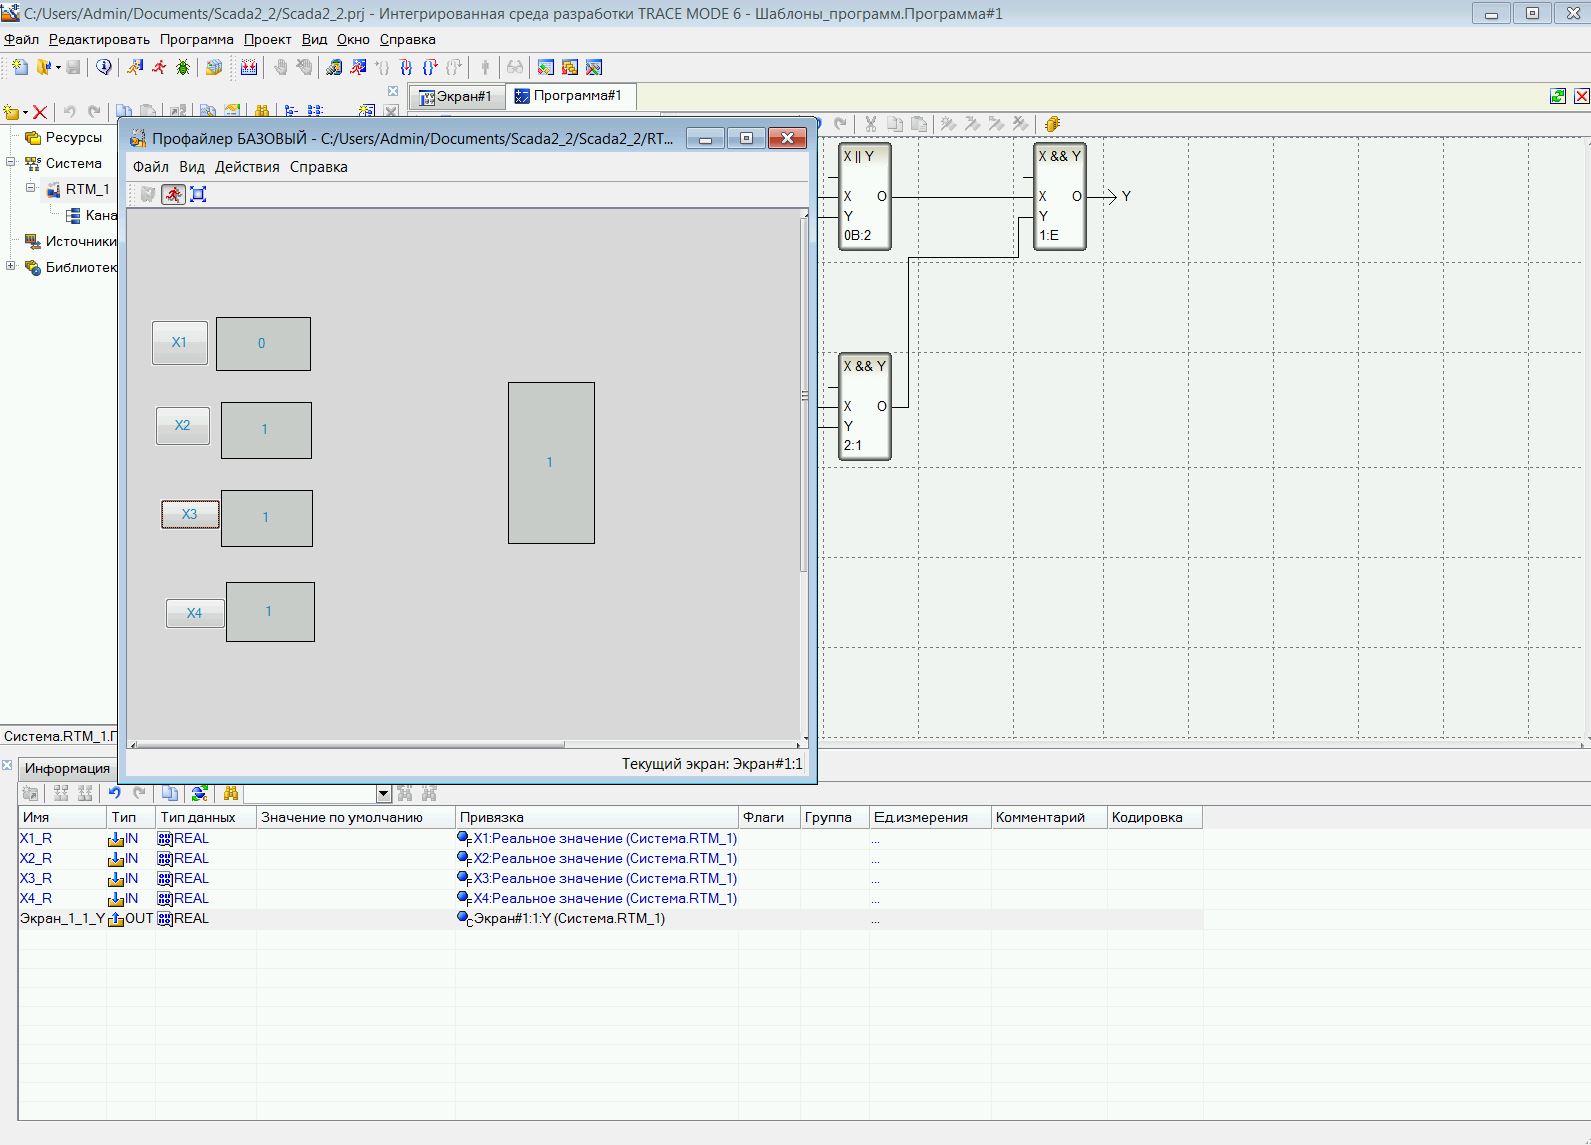 C:/Users/Admin/Documents/Scada2_2/Scada2_2.prj - Интегрированная среда разработки TRACE MODE 6 - Шаблоны_программ.Программа#1
Файл Редактировать Программа Проект Вид Окно Справка
Экран#1 Программа#1
Ресурсы
Система
RTM_1
Кана
Источники
Библиотек
Система.RTM_1.Г
Профайлер БАЗОВЫЙ - C:/Users/Admin/Documents/Scada2_2/Scada2_2/RT...
Файл Вид Действия Справка
X1 0
X2 1
X3 1
X4 1
1
Текущий экран: Экран#1:1
X || Y
X O
Y
0B:2
X && Y
X O
Y
1:E
Y
X && Y
X O
Y
2:1
Информация
Имя Тип Тип данных Значение по умолчанию Привязка Флаги Группа Ед.измерения Комментарий Кодировка
X1_R IN REAL X1:Реальное значение (Система.RTM_1) ...
X2_R IN REAL X2:Реальное значение (Система.RTM_1) ...
X3_R IN REAL X3:Реальное значение (Система.RTM_1) ...
X4_R IN REAL X4:Реальное значение (Система.RTM_1) ...
Экран_1_1_Y OUT REAL Экран#1:1:Y (Система.RTM_1) ...